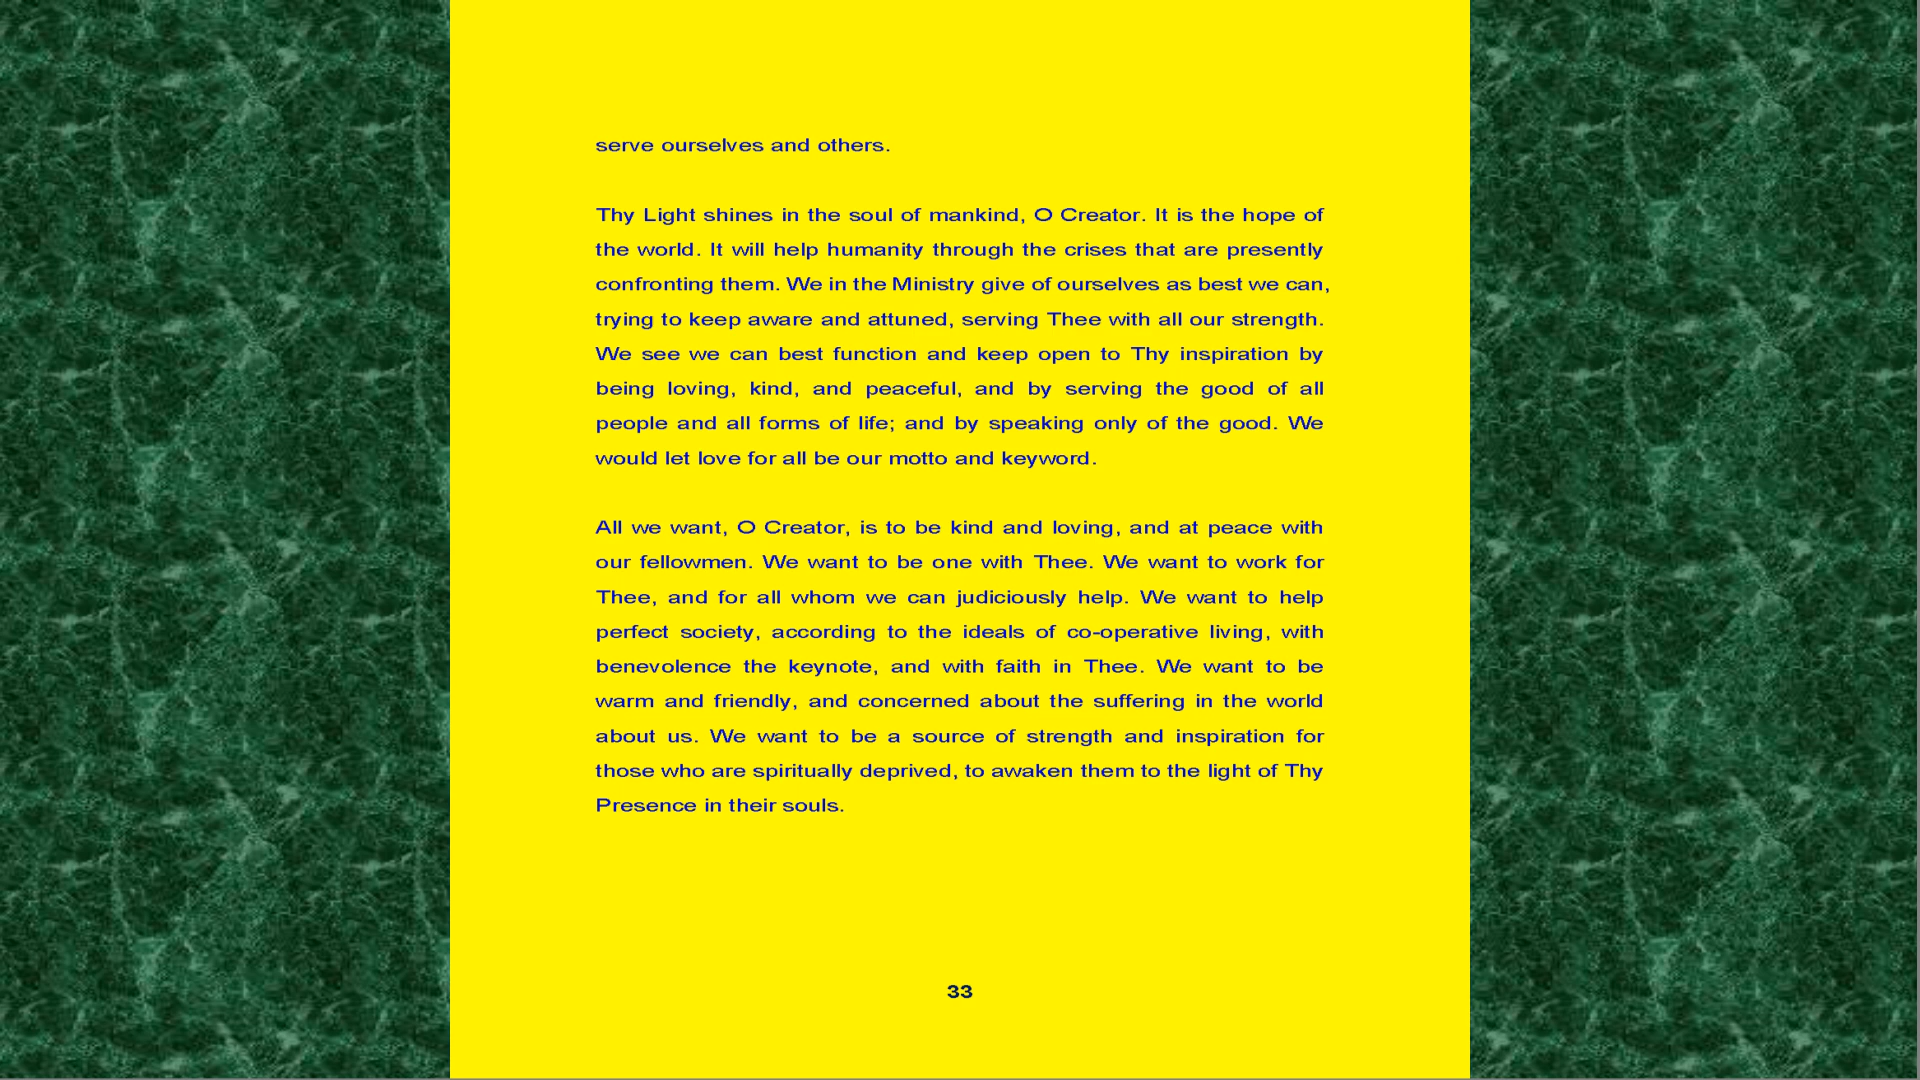 serve ourselves and others.
Thy Light shines in the soul of mankind, O Creator. It is the hope of
the world. It will help humanity through the crises that are presently
confronting them. We in the Ministry give of ourselves as best we can,
trying to keep aware and attuned, serving Thee with all our strength.
We see we can best function and keep open to Thy inspiration by
being loving, kind, and peaceful, and by serving the good of all
people and all forms of life; and by speaking only of the good. We
would let love for all be our motto and keyword.
All we want, O Creator, is to be kind and loving, and at peace with
our fellowmen. We want to be one with Thee. We want to work for
Thee, and for all whom we can judiciously help. We want to help
perfect society, according to the ideals of co-operative living, with
benevolence the keynote, and with faith in Thee. We want to be
warm and friendly, and concerned about the suffering in the world
about us. We want to be a source of strength and inspiration for
those who are spiritually deprived, to awaken them to the light of Thy
Presence in their souls.
33